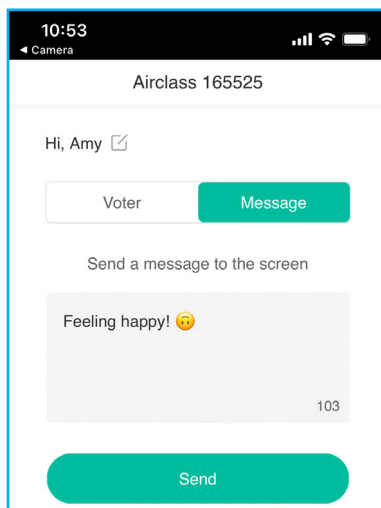 10:53
◀ Camera
Airclass 165525
Hi, Amy
Voter
Message
Send a message to the screen
Feeling happy! 🙃
103
Send